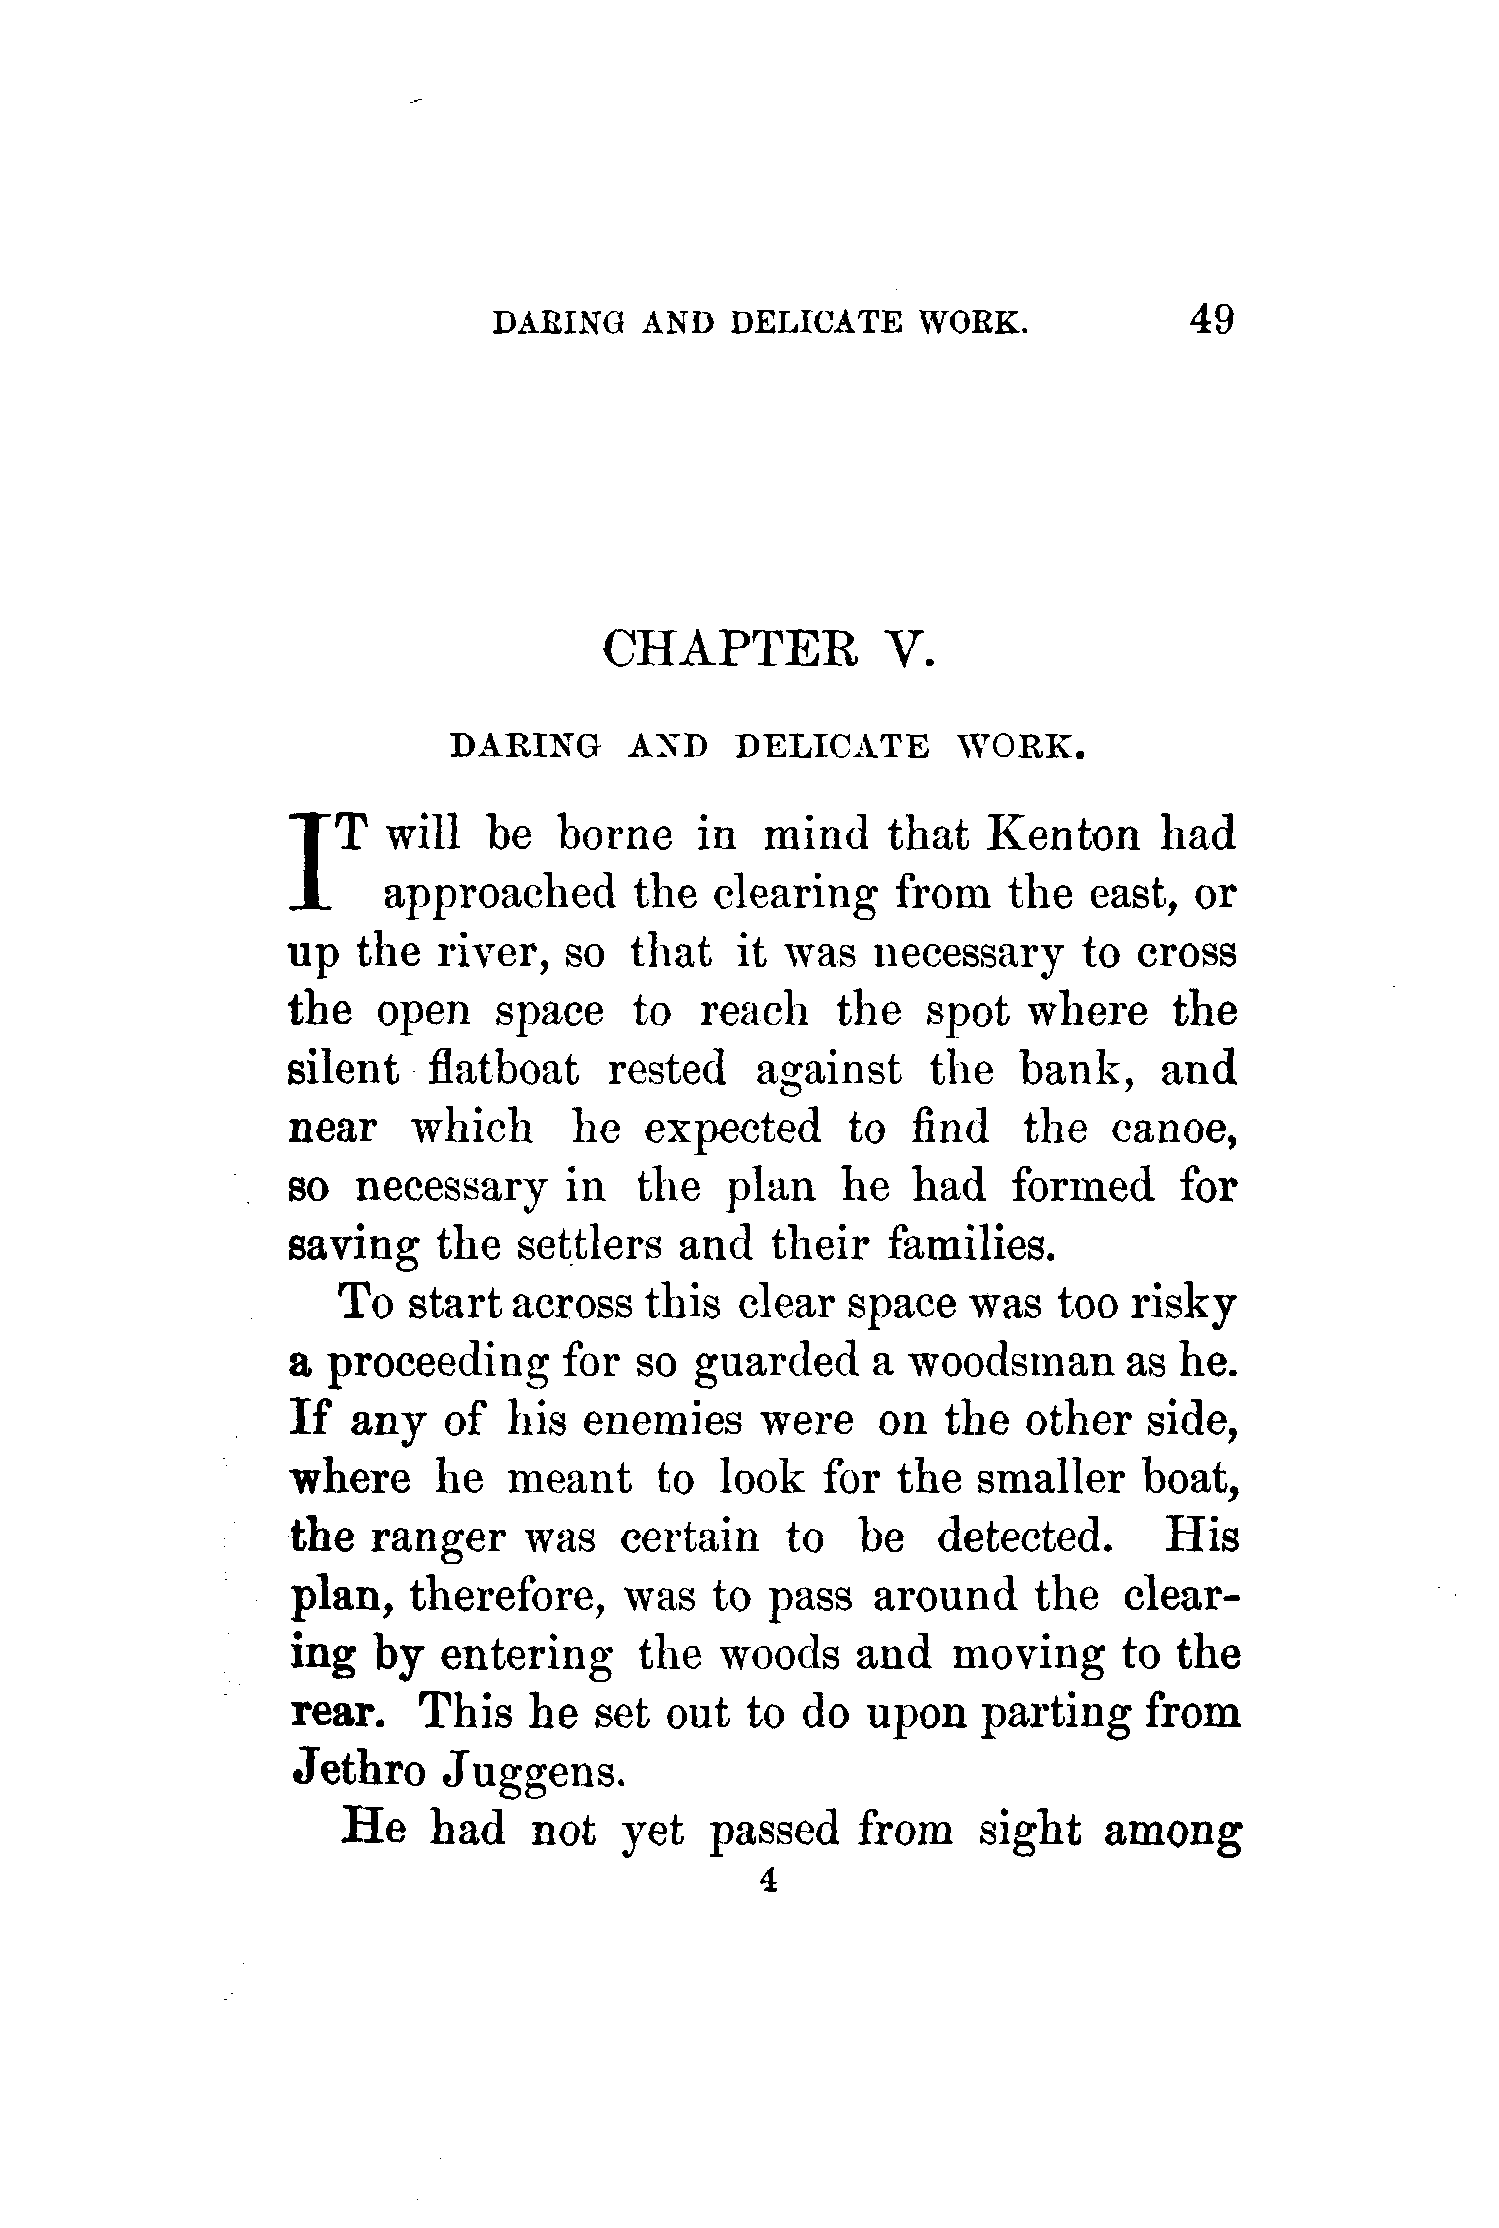 DARING AND DELICATE WORK. 49
CHAPTER V.
DARING AND DELICATE WORK.
IT will be borne in mind that Kenton had
approached the clearing from the east, or
up the river, so that it was necessary to cross
the open space to reach the spot where the
silent flatboat rested against the bank, and
near which he expected to find the canoe,
so necessary in the plan he had formed for
saving the settlers and their families.
To start across this clear space was too risky
a proceeding for so guarded a woodsman as he.
If any of his enemies were on the other side,
where he meant to look for the smaller boat,
the ranger was certain to be detected. His
plan, therefore, was to pass around the clear-
ing by entering the woods and moving to the
rear. This he set out to do upon parting from
Jethro Juggens.
He had not yet passed from sight among
4